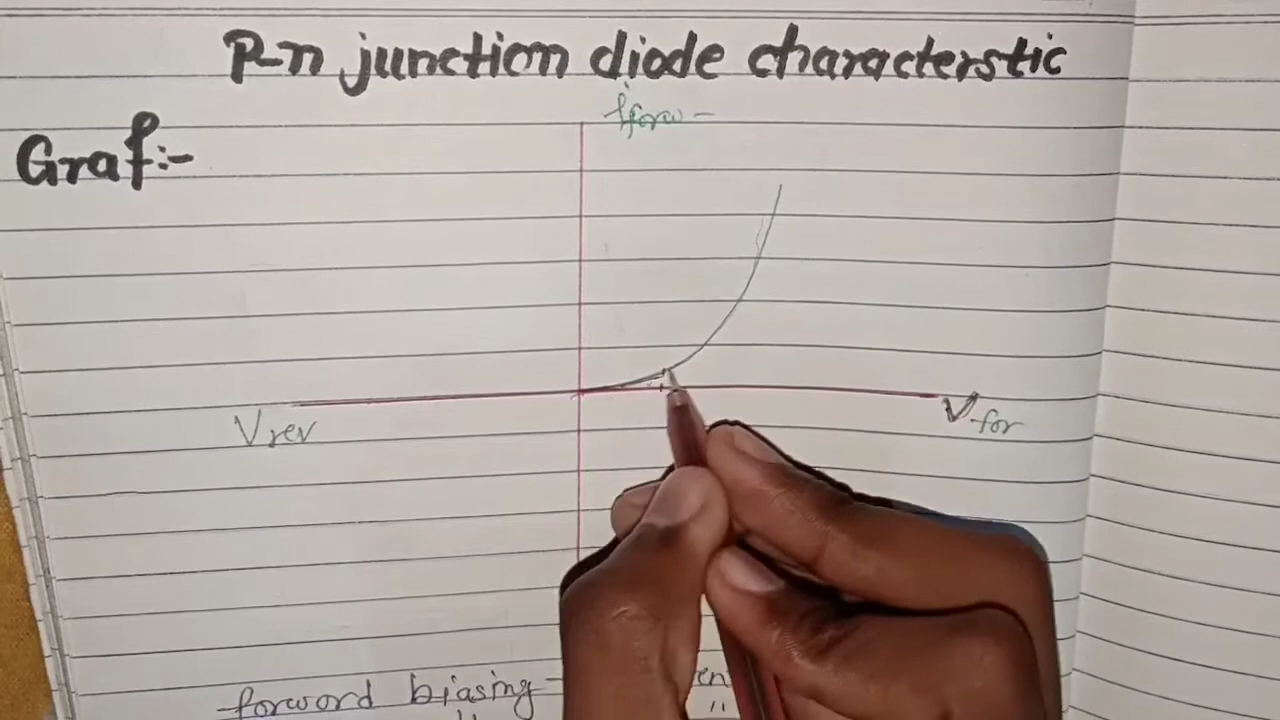 P-n junction diode characterstic
Graf:-
Iforw -
Vrev
V-for
forword biasing -